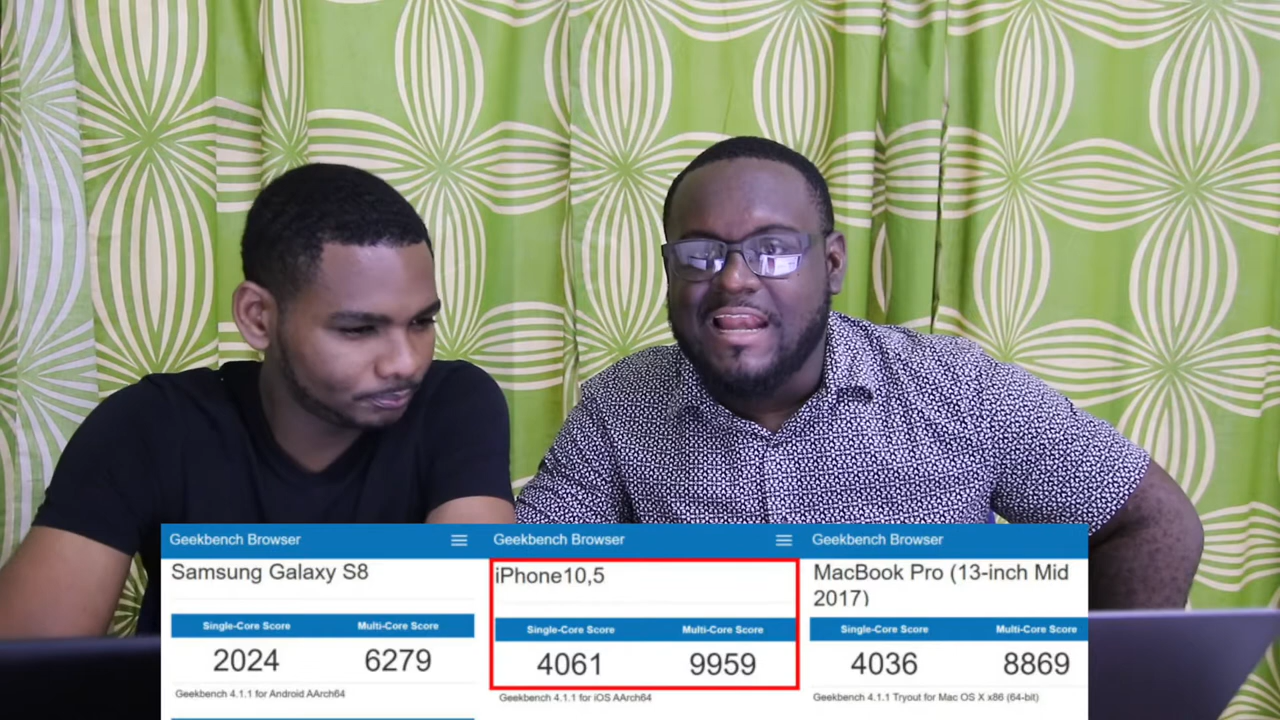 Geekbench Browser
Samsung Galaxy S8
Single-Core Score Multi-Core Score
2024 6279
Geekbench 4.1.1 for Android AArch64
Geekbench Browser
iPhone10,5
Single-Core Score Multi-Core Score
4061 9959
Geekbench 4.1.1 for iOS AArch64
Geekbench Browser
MacBook Pro (13-inch Mid
2017)
Single-Core Score Multi-Core Score
4036 8869
Geekbench 4.1.1 Tryout for Mac OS X x86 (64-bit)